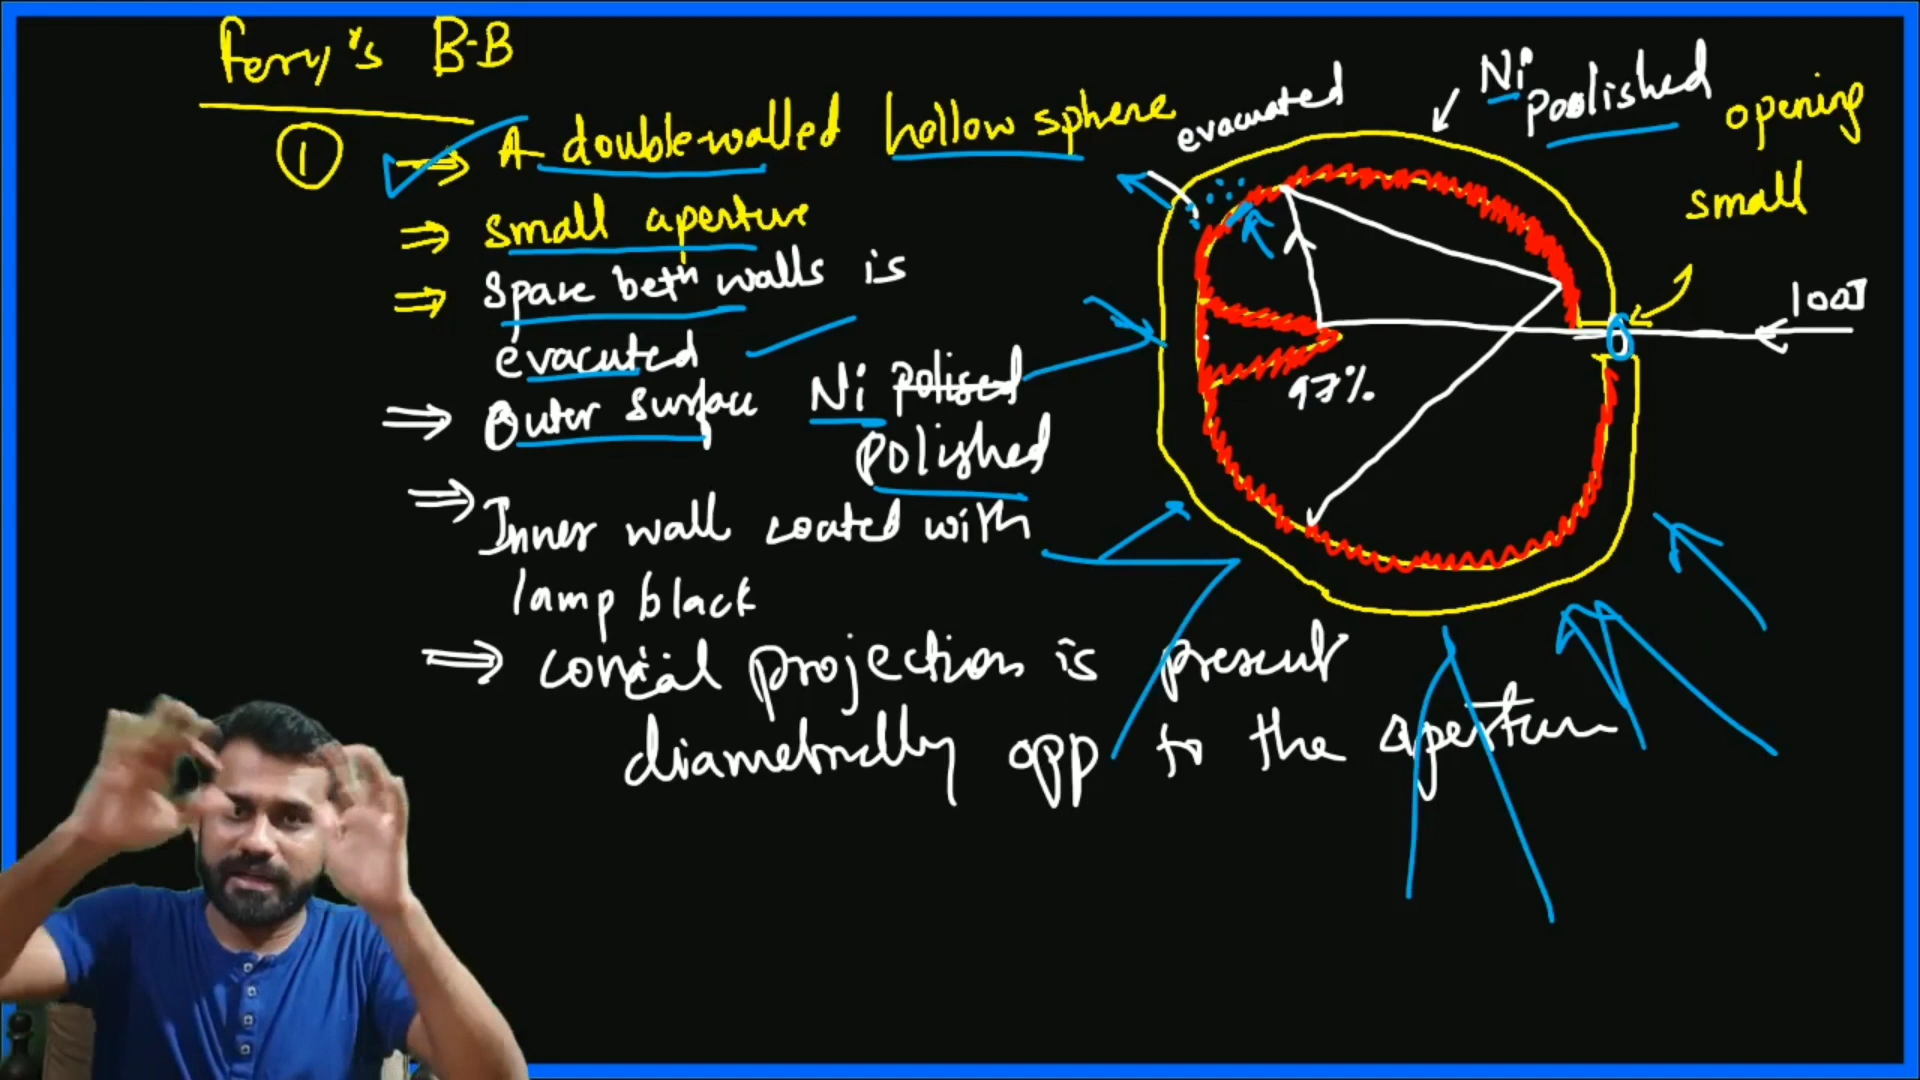 Ferry's B-B
① ⇒ A double-walled hollow sphere
⇒ small aperture
⇒ Space betn walls is
evacuted
⇒ Outer surface Ni polised
polished
⇒ Inner wall coated with
lamp black
⇒ conical projection is present
diametrically opp to the aperture
evacuated
Ni
poolished
opening
small
100J
97%